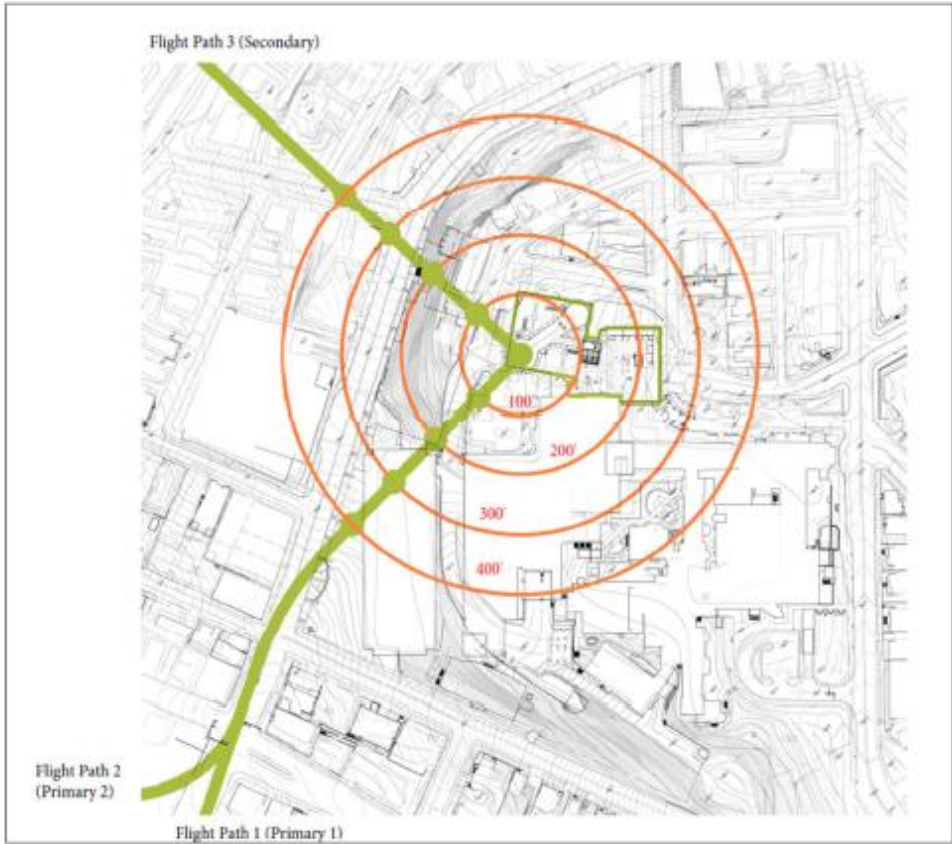 Flight Path 3 (Secondary)
100'
200'
300'
400'
Flight Path 2
(Primary 2)
Flight Path 1 (Primary 1)